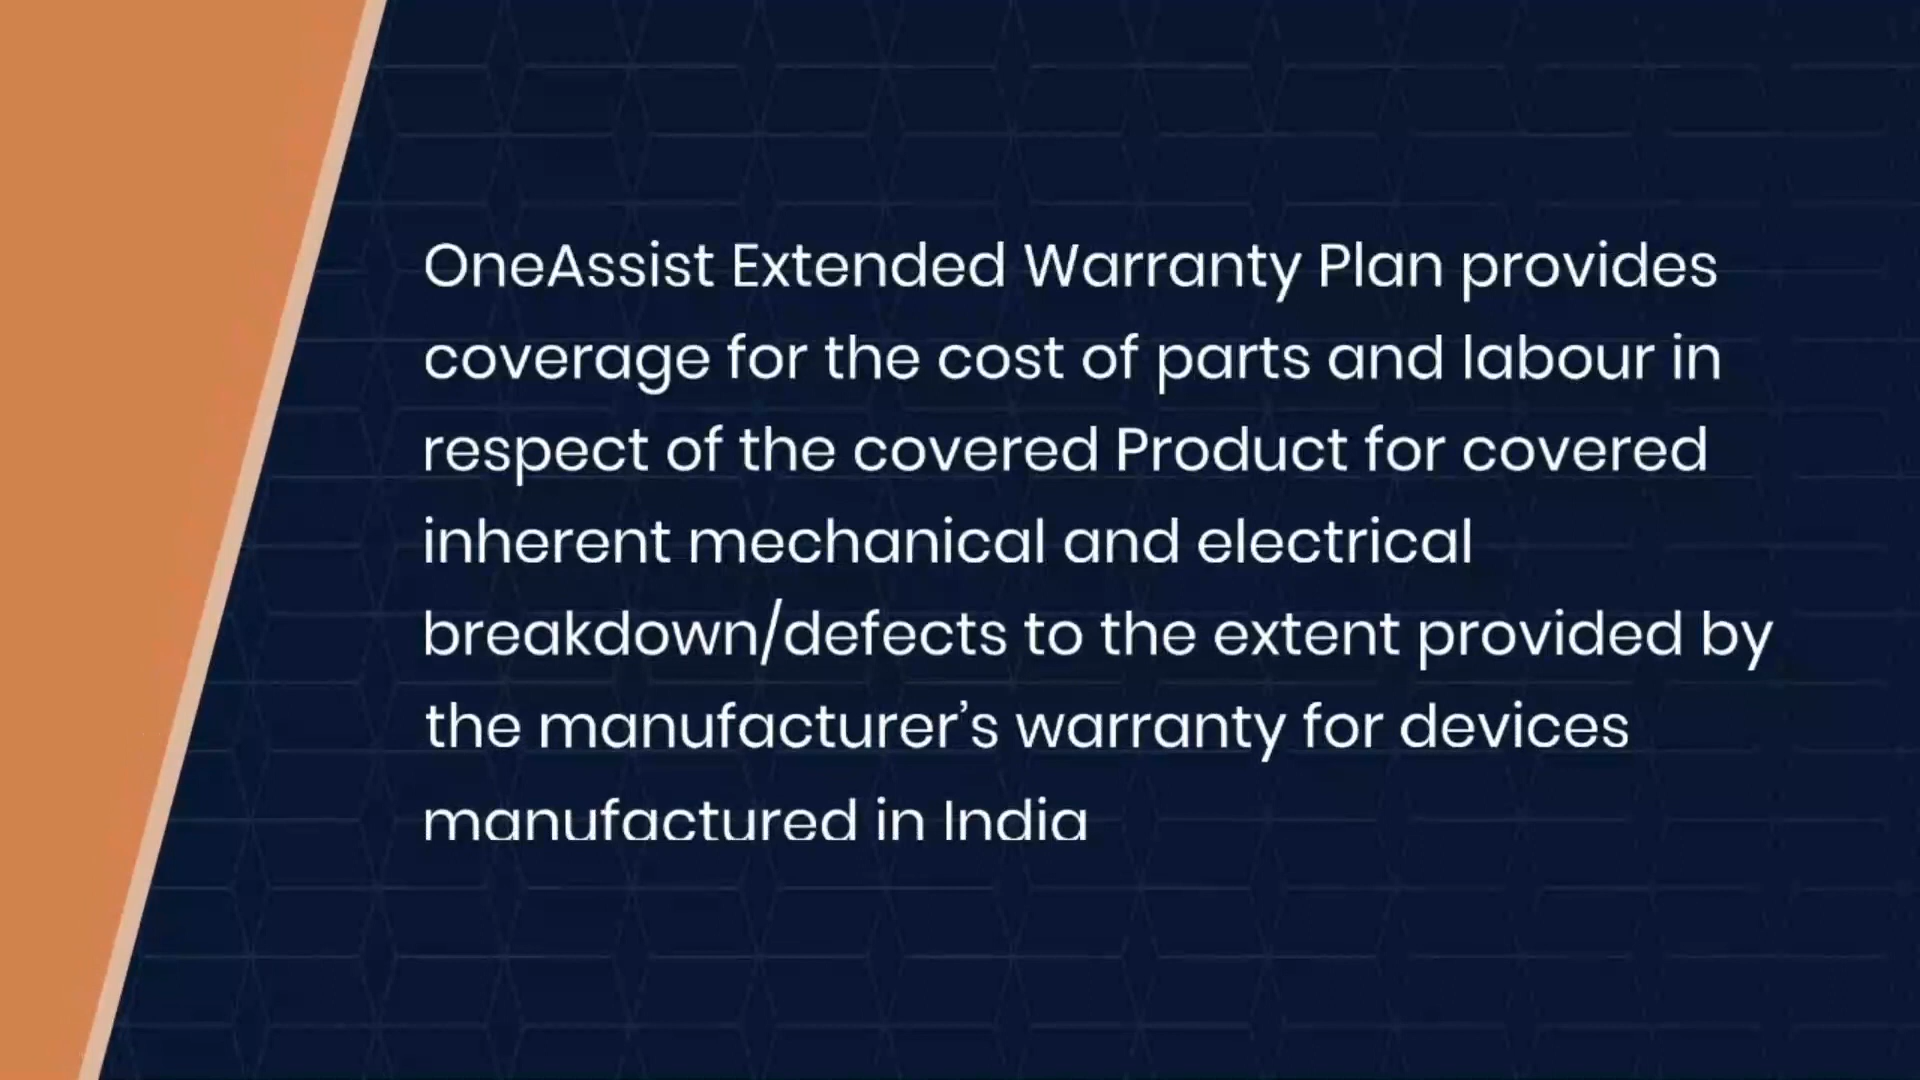 OneAssist Extended Warranty Plan provides
coverage for the cost of parts and labour in
respect of the covered Product for covered
inherent mechanical and electrical
breakdown/defects to the extent provided by
the manufacturer’s warranty for devices
manufactured in India